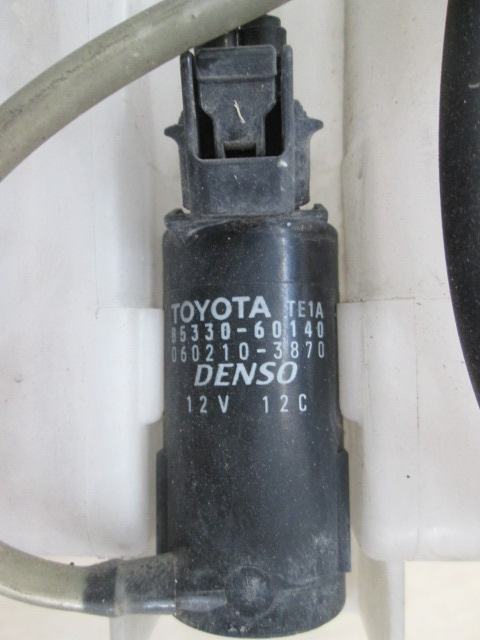 TOYOTA TE1A
85330-60140
060210-3870
DENSO
12V 12C